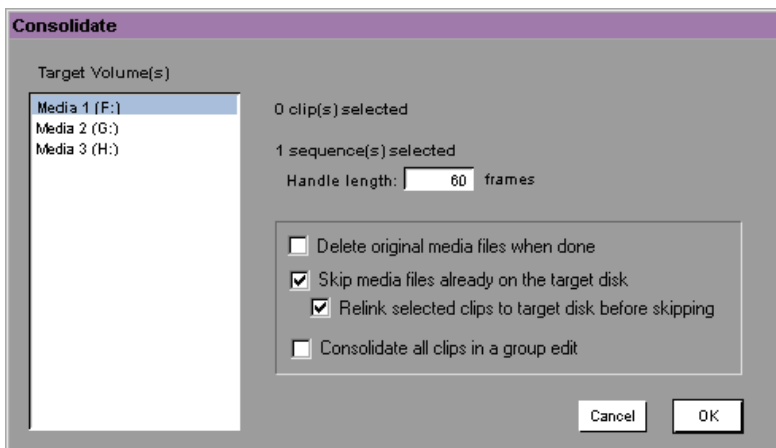 Consolidate
Target Volume(s)
Media 1 (F:)
Media 2 (G:)
Media 3 (H:)
0 clip(s) selected
1 sequence(s) selected
Handle length: 60 frames
Delete original media files when done
Skip media files already on the target disk
Relink selected clips to target disk before skipping
Consolidate all clips in a group edit
Cancel OK